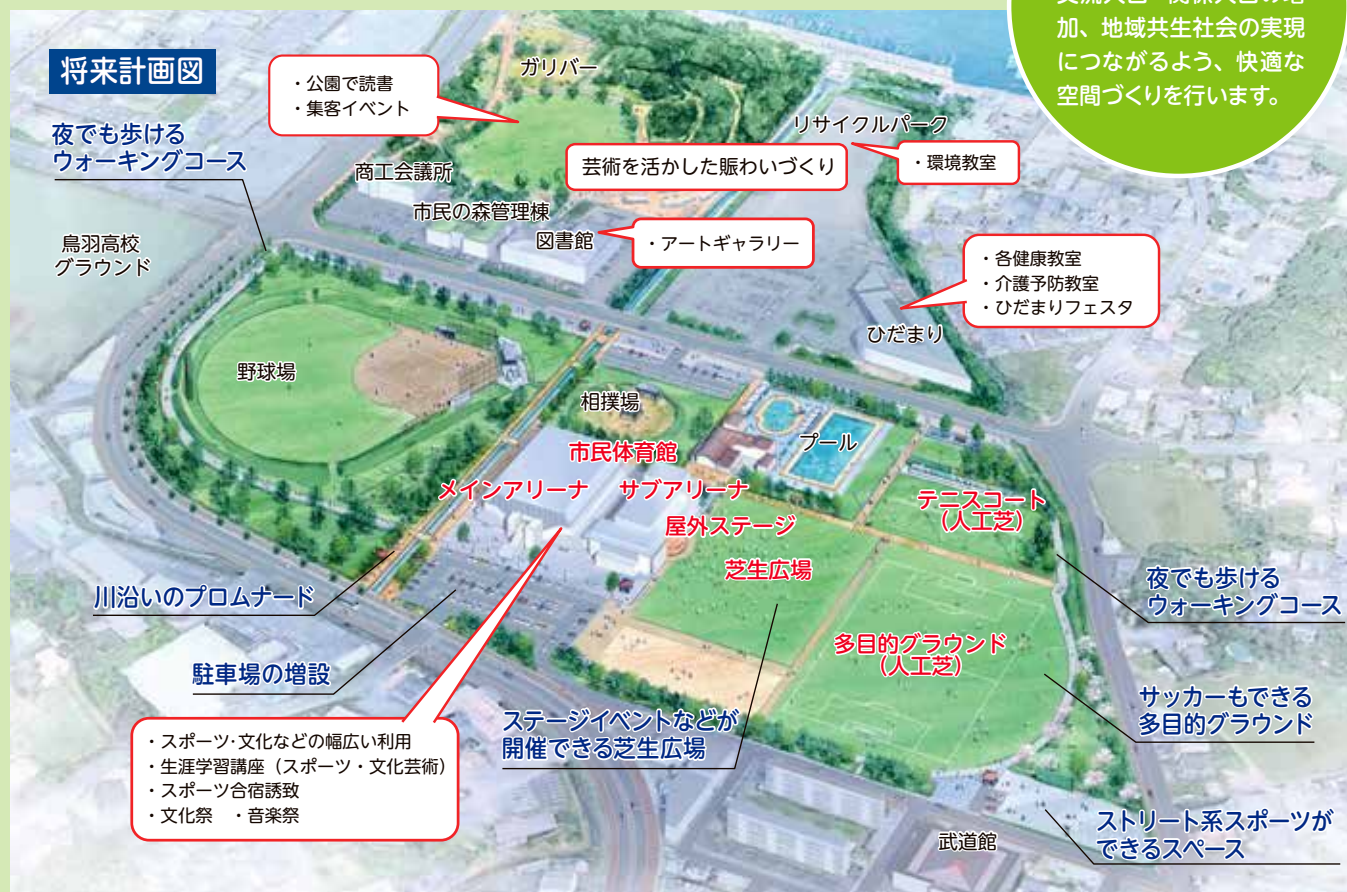 加、地域共生社会の実現
につながるよう、快適な
空間づくりを行います。
将来計画図
・公園で読書
・集客イベント
ガリバー
夜でも歩ける
ウォーキングコース
リサイクルパーク
・環境教室
芸術を活かした賑わいづくり
商工会議所
市民の森管理棟
図書館
・アートギャラリー
鳥羽高校
グラウンド
・各健康教室
・介護予防教室
・ひだまりフェスタ
ひだまり
野球場
相撲場
プール
市民体育館
メインアリーナ
サブアリーナ
屋外ステージ
テニスコート
(人工芝)
芝生広場
川沿いのプロムナード
夜でも歩ける
ウォーキングコース
多目的グラウンド
(人工芝)
駐車場の増設
サッカーもできる
多目的グラウンド
ステージイベントなどが
開催できる芝生広場
・スポーツ・文化などの幅広い利用
・生涯学習講座（スポーツ・文化芸術）
・スポーツ合宿誘致
・文化祭　・音楽祭
武道館
ストリート系スポーツが
できるスペース